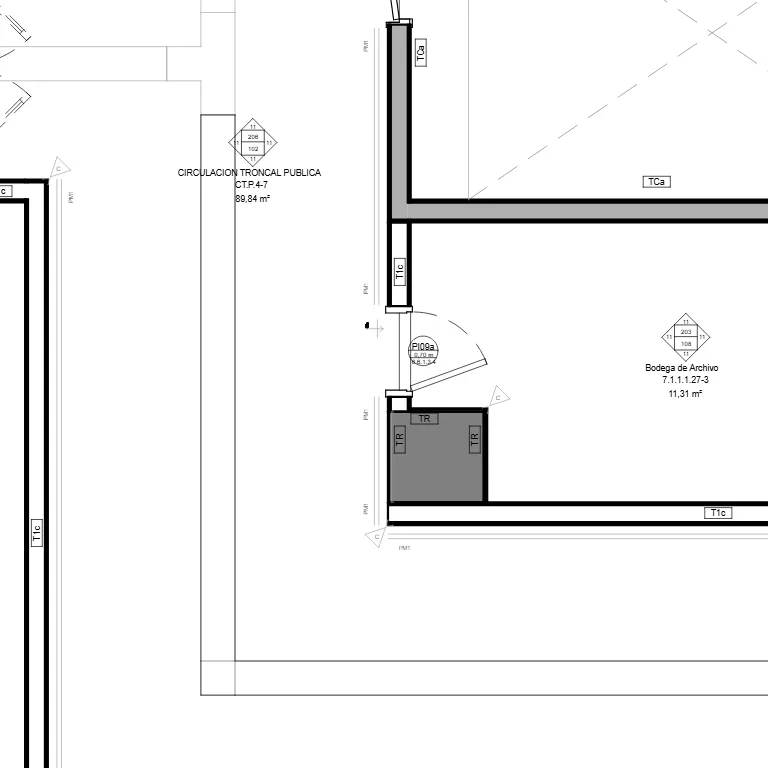 PM1
TCa
11
206
11
11
102
11
CIRCULACION TRONCAL PUBLICA
CT.P.4-7
89,84 m²
C
TCa
c
PM1
T1c
PM1
11
203
11
11
108
11
PI09a
0,70 m
Bodega de Archivo
7.1.1.1.27-3
11,31 m²
C
PM1
TR
TR
TR
PM1
T1c
T1c
C
PM1